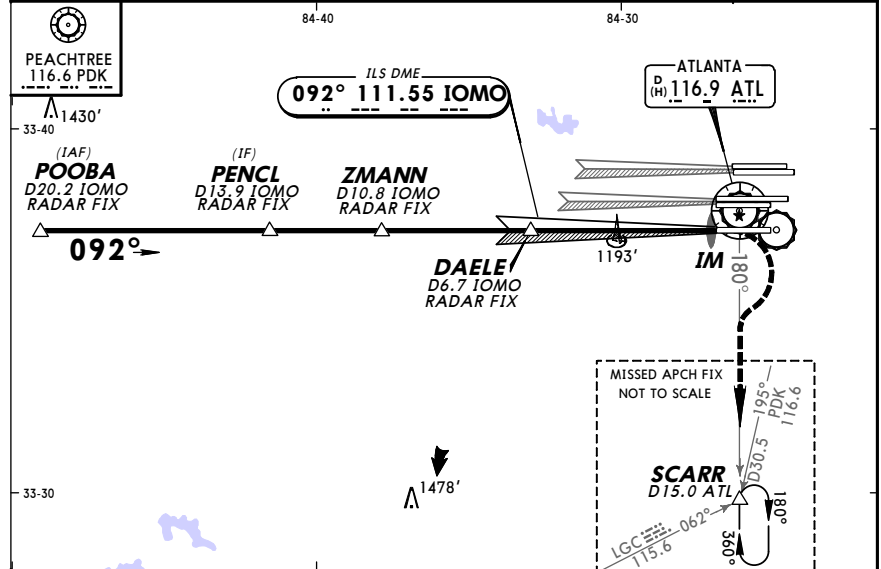 84-40
84-30
PEACHTREE
116.6 PDK
1430'
33-40
ILS DME
092° 111.55 IOMO
ATLANTA
D
(H) 116.9 ATL
(IAF)
POOBA
D20.2 IOMO
RADAR FIX
(IF)
PENCL
D13.9 IOMO
RADAR FIX
ZMANN
D10.8 IOMO
RADAR FIX
092°
DAELE
D6.7 IOMO
RADAR FIX
1193'
IM
180°
MISSED APCH FIX
NOT TO SCALE
195°
PDK
116.6
D30.5
SCARR
D15.0 ATL
180°
360°
LGC 062°
115.6
1478'
33-30